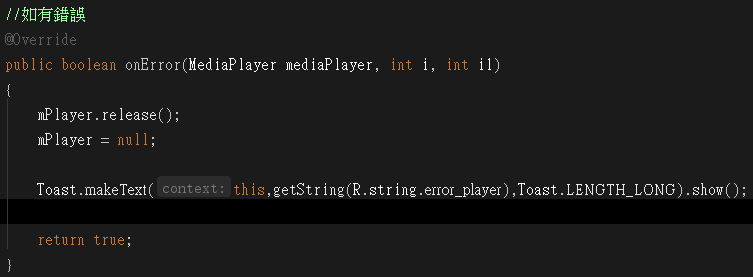 //如有錯誤
@Override
public boolean onError(MediaPlayer mediaPlayer, int i, int i1)
{
mPlayer.release();
mPlayer = null;
Toast.makeText( context: this,getString(R.string.error_player),Toast.LENGTH_LONG).show();
return true;
}